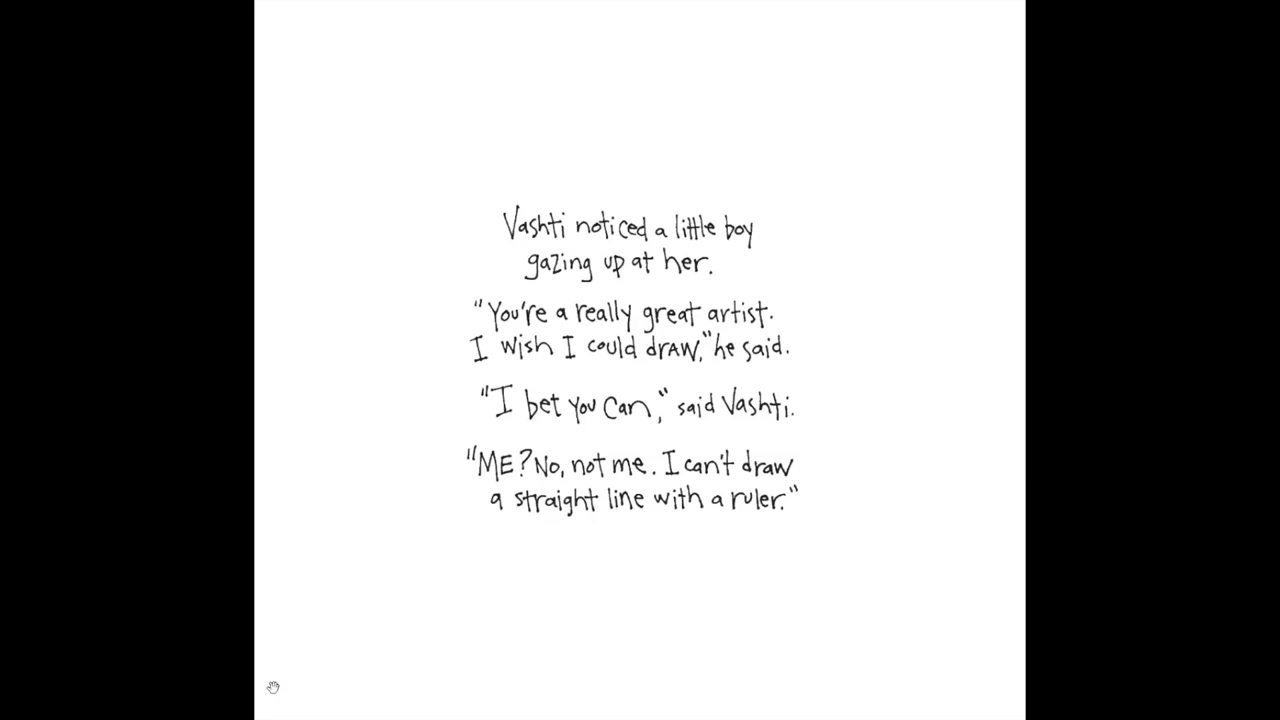 Vashti noticed a little boy
gazing up at her.
"You're a really great artist.
I wish I could draw," he said.
"I bet you can," said Vashti.
"ME? No, not me. I can't draw
a straight line with a ruler."